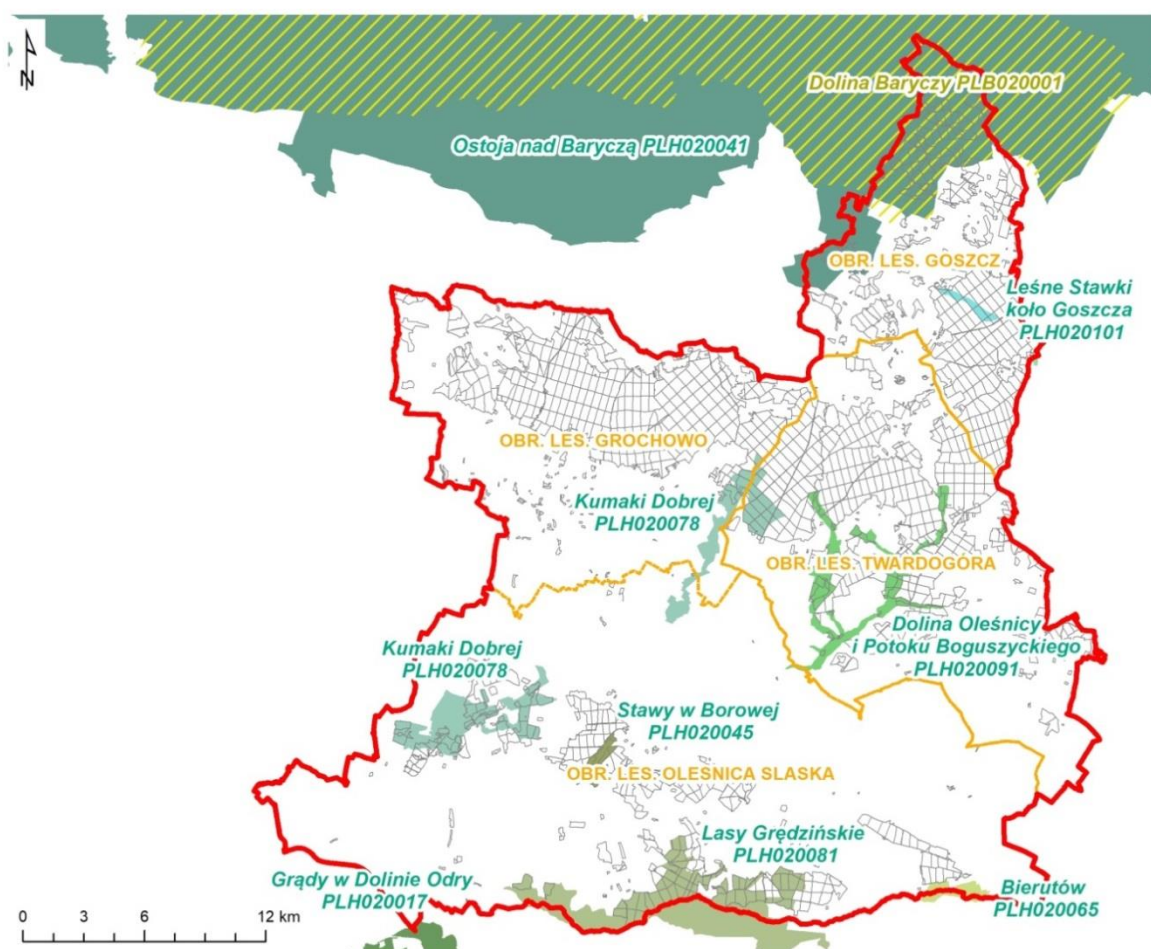 N
Dolina Baryczy PLB020001
Ostoja nad Baryczą PLH020041
OBR. LES. GOSZCZ
Leśne Stawki
koło Goszcza
PLH020101
OBR. LES. GROCHOWO
Kumaki Dobrej
PLH020078
OBR. LES. TWARDOGÓRA
Dolina Oleśnicy
i Potoku Boguszyckiego
PLH020091
Kumaki Dobrej
PLH020078
Stawy w Borowej
PLH020045
OBR. LES. OLESNICA SLASKA
Lasy Grędzińskie
PLH020081
Grądy w Dolinie Odry
PLH020017
Bierutów
PLH020065
0 3 6 12 km